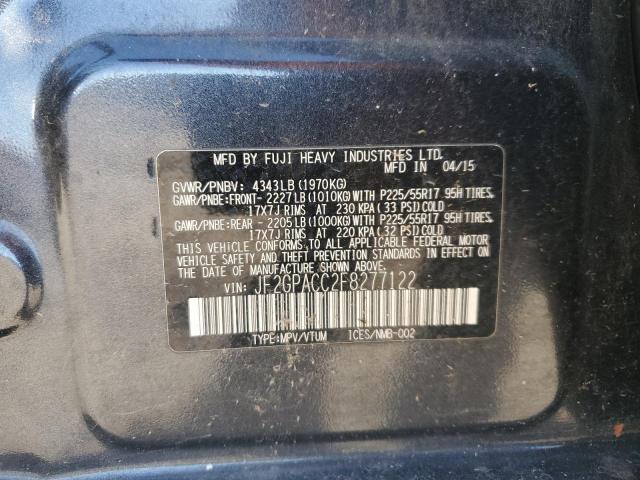 MFD BY FUJI HEAVY INDUSTRIES LTD.
MFD IN 04/15
GVWR/PNBV: 4343LB(1970KG)
GAWR/PNBE:FRONT- 2227LB(1010KG)WITH P225/55R17 95H TIRES,
17X7J RIMS AT 230 KPA(33 PSI)COLD
GAWR/PNBE:REAR - 2205LB(1000KG)WITH P225/55R17 95H TIRES,
17X7J RIMS AT 220 KPA(32 PSI)COLD
THIS VEHICLE CONFORMS TO ALL APPLICABLE FEDERAL MOTOR
VEHICLE SAFETY AND THEFT PREVENTION STANDARDS IN EFFECT ON
THE DATE OF MANUFACTURE SHOWN ABOVE.
VIN: JF2GPACC2F8277122
TYPE:MPV/VTUM ICES/NMB-002